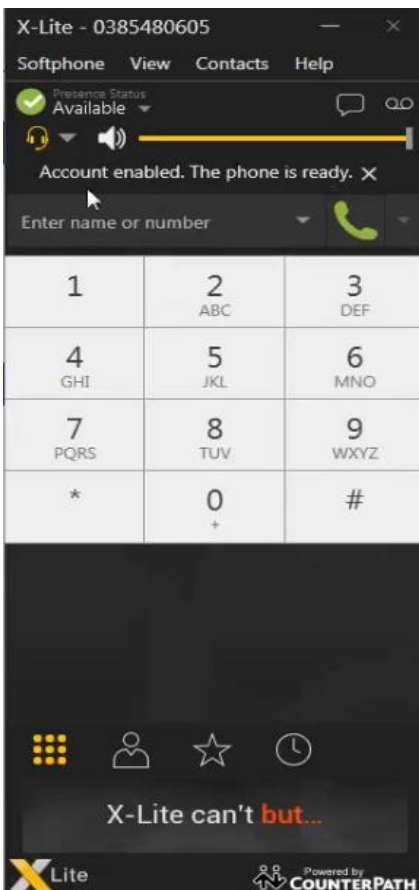 X-Lite - 0385480605
Softphone View Contacts Help
Presence Status
Available
Account enabled. The phone is ready.
Enter name or number
1 2 3
ABC DEF
4 5 6
GHI JKL MNO
7 8 9
PQRS TUV WXYZ
* 0 #
+
X-Lite can't but...
X Lite
Powered by
COUNTERPATH